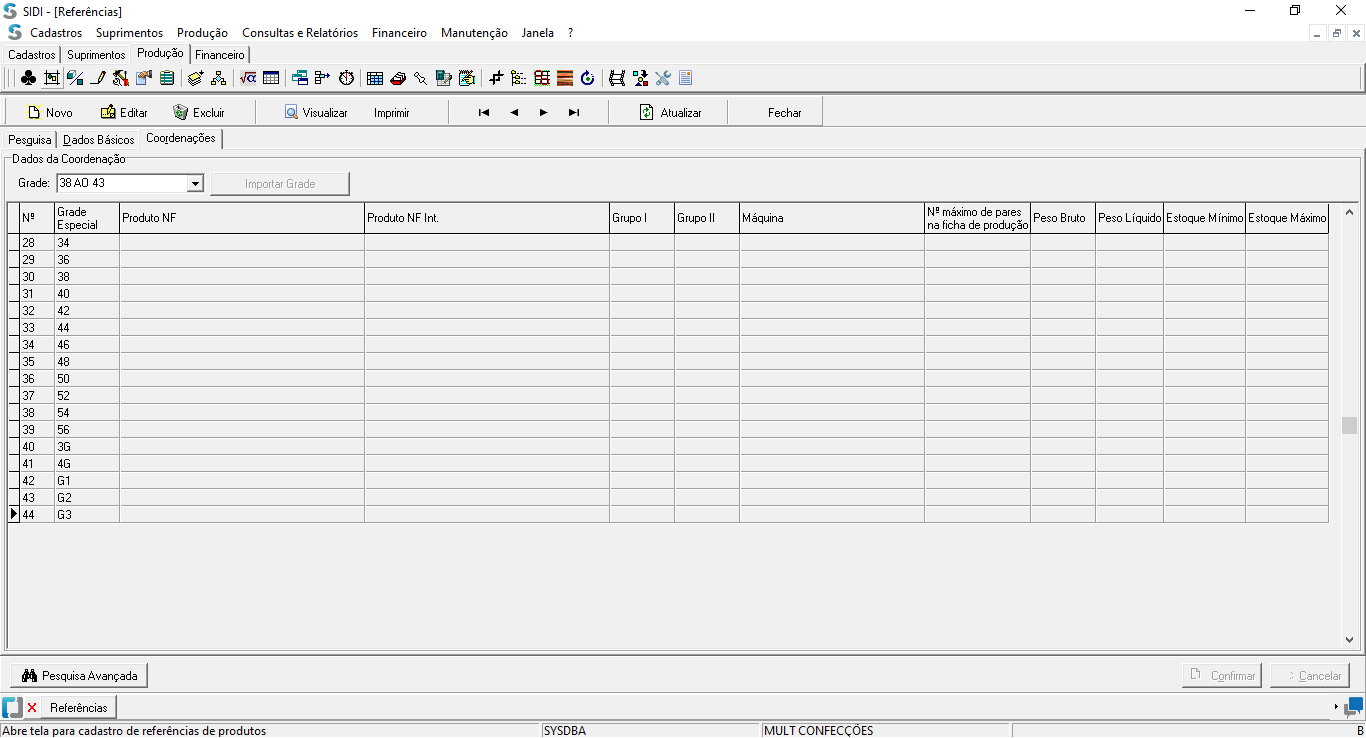 SIDI - [Referências]
Cadastros Suprimentos Produção Consultas e Relatórios Financeiro Manutenção Janela ?
Cadastros Suprimentos Produção Financeiro
Novo Editar Excluir Visualizar Imprimir Atualizar Fechar
Pesquisa Dados Básicos Coordenações
Dados da Coordenação
Grade: 38 AO 43 Importar Grade
Nº Grade Especial Produto NF Produto NF Int. Grupo I Grupo II Máquina Nº máximo de pares na ficha de produção Peso Bruto Peso Líquido Estoque Mínimo Estoque Máximo
28 34
29 36
30 38
31 40
32 42
33 44
34 46
35 48
36 50
37 52
38 54
39 56
40 3G
41 4G
42 G1
43 G2
44 G3
Pesquisa Avançada Confirmar Cancelar
Referências
Abre tela para cadastro de referências de produtos SYSDBA MULT CONFECÇÕES B